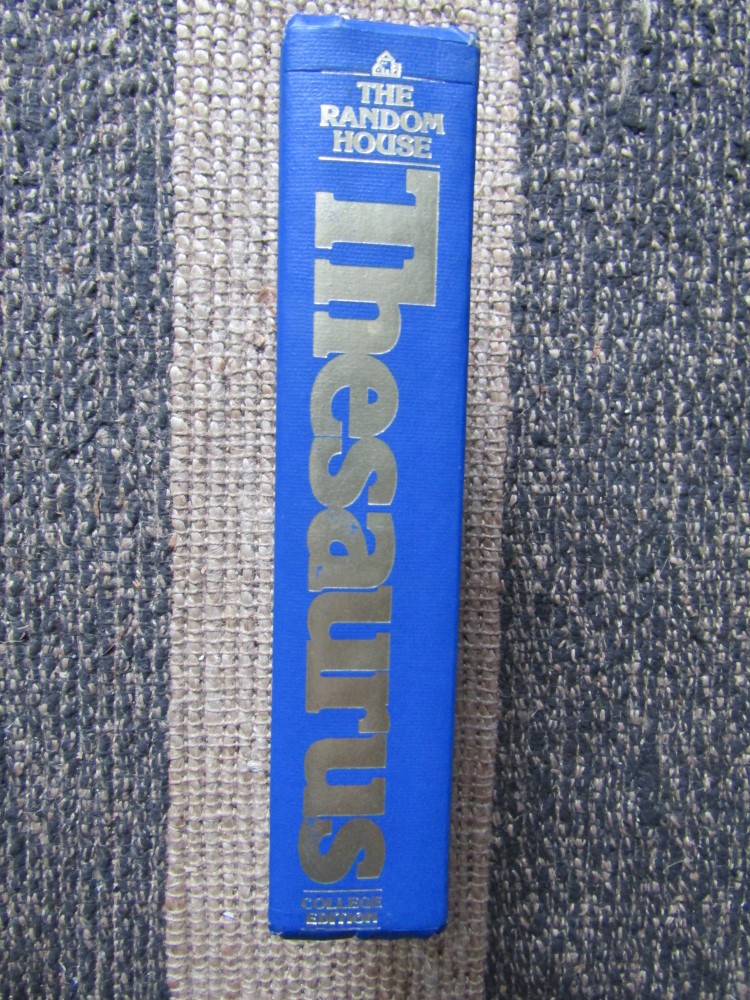 THE
RANDOM
HOUSE
Thesaurus
COLLEGE
EDITION